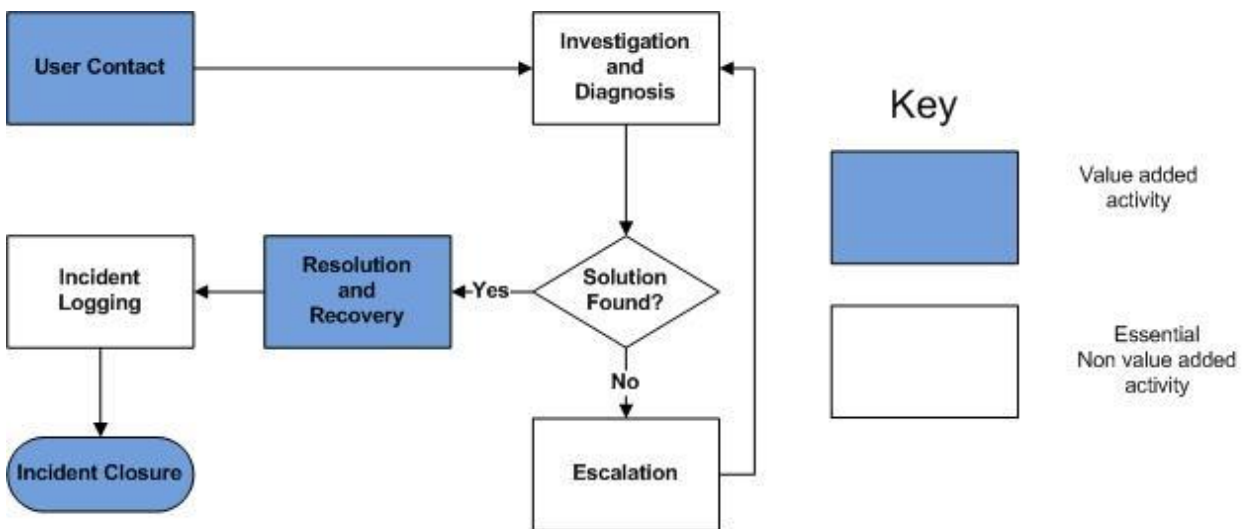 User Contact
Investigation
and
Diagnosis
Key
Value added
activity
Incident
Logging
Resolution
and
Recovery
Yes
Solution
Found?
No
Essential
Non value added
activity
Incident Closure
Escalation